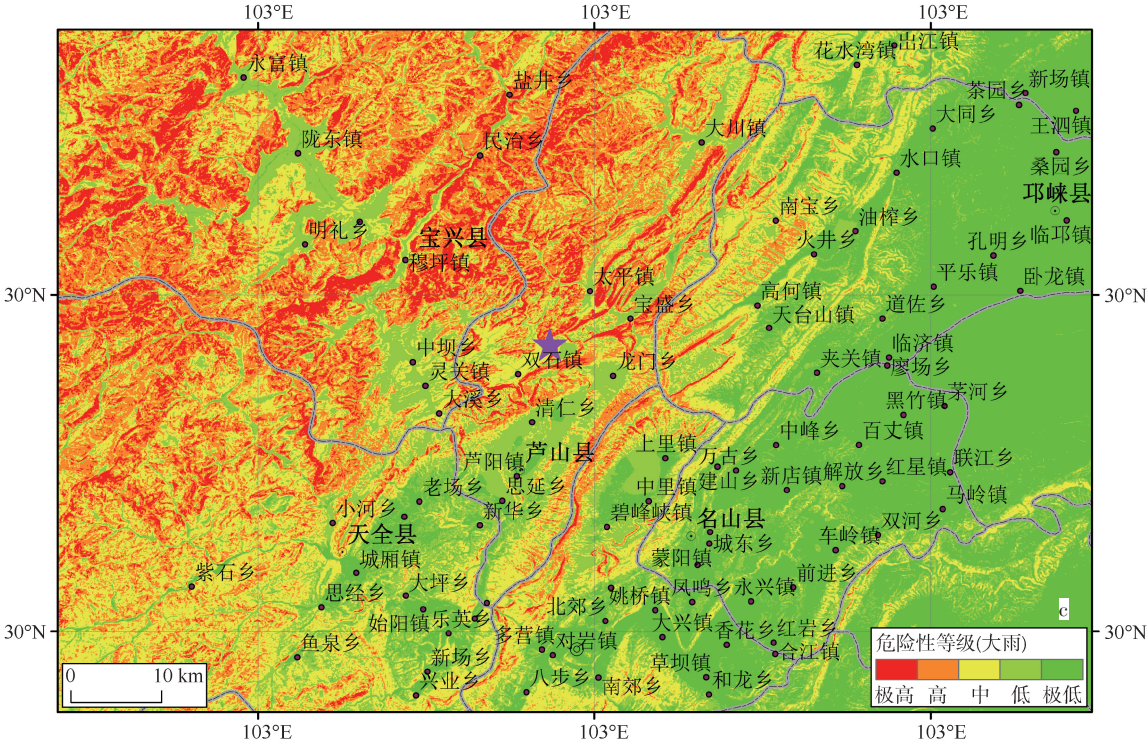 103°E 103°E 103°E
花水湾镇
出江镇
永富镇
盐井乡
茶园乡
新场镇
大同乡
王泗镇
陇东镇
民治乡
大川镇
水口镇
桑园乡
邛崃县
南宝乡
油榨乡
临邛镇
明礼乡
宝兴县
火井乡
孔明乡
穆坪镇
太平镇
平乐镇
卧龙镇
30°N 30°N
宝盛乡
高何镇
道佐乡
天台山镇
中坝乡
双石镇
龙门乡
夹关镇
临济镇
廖场乡
灵关镇
大溪乡
清仁乡
黑竹镇
茅河乡
中峰乡
百丈镇
芦山县
上里镇
万古乡
芦阳镇
建山乡
新店镇
解放乡
红星镇
联江乡
老场乡
思延乡
中里镇
马岭镇
小河乡
新华乡
碧峰峡镇
名山县
双河乡
天全县
城东乡
车岭镇
城厢镇
蒙阳镇
紫石乡
思经乡
大坪乡
姚桥镇
凤鸣乡
永兴镇
前进乡
北郊乡
始阳镇
乐英乡
大兴镇
香花乡
红岩乡
c
30°N 30°N
鱼泉乡
多营镇
对岩镇
合江镇
新场乡
草坝镇
兴业乡
八步乡
南郊乡
和龙乡
0 10 km
危险性等级(大雨)
极高 高 中 低 极低
103°E 103°E 103°E